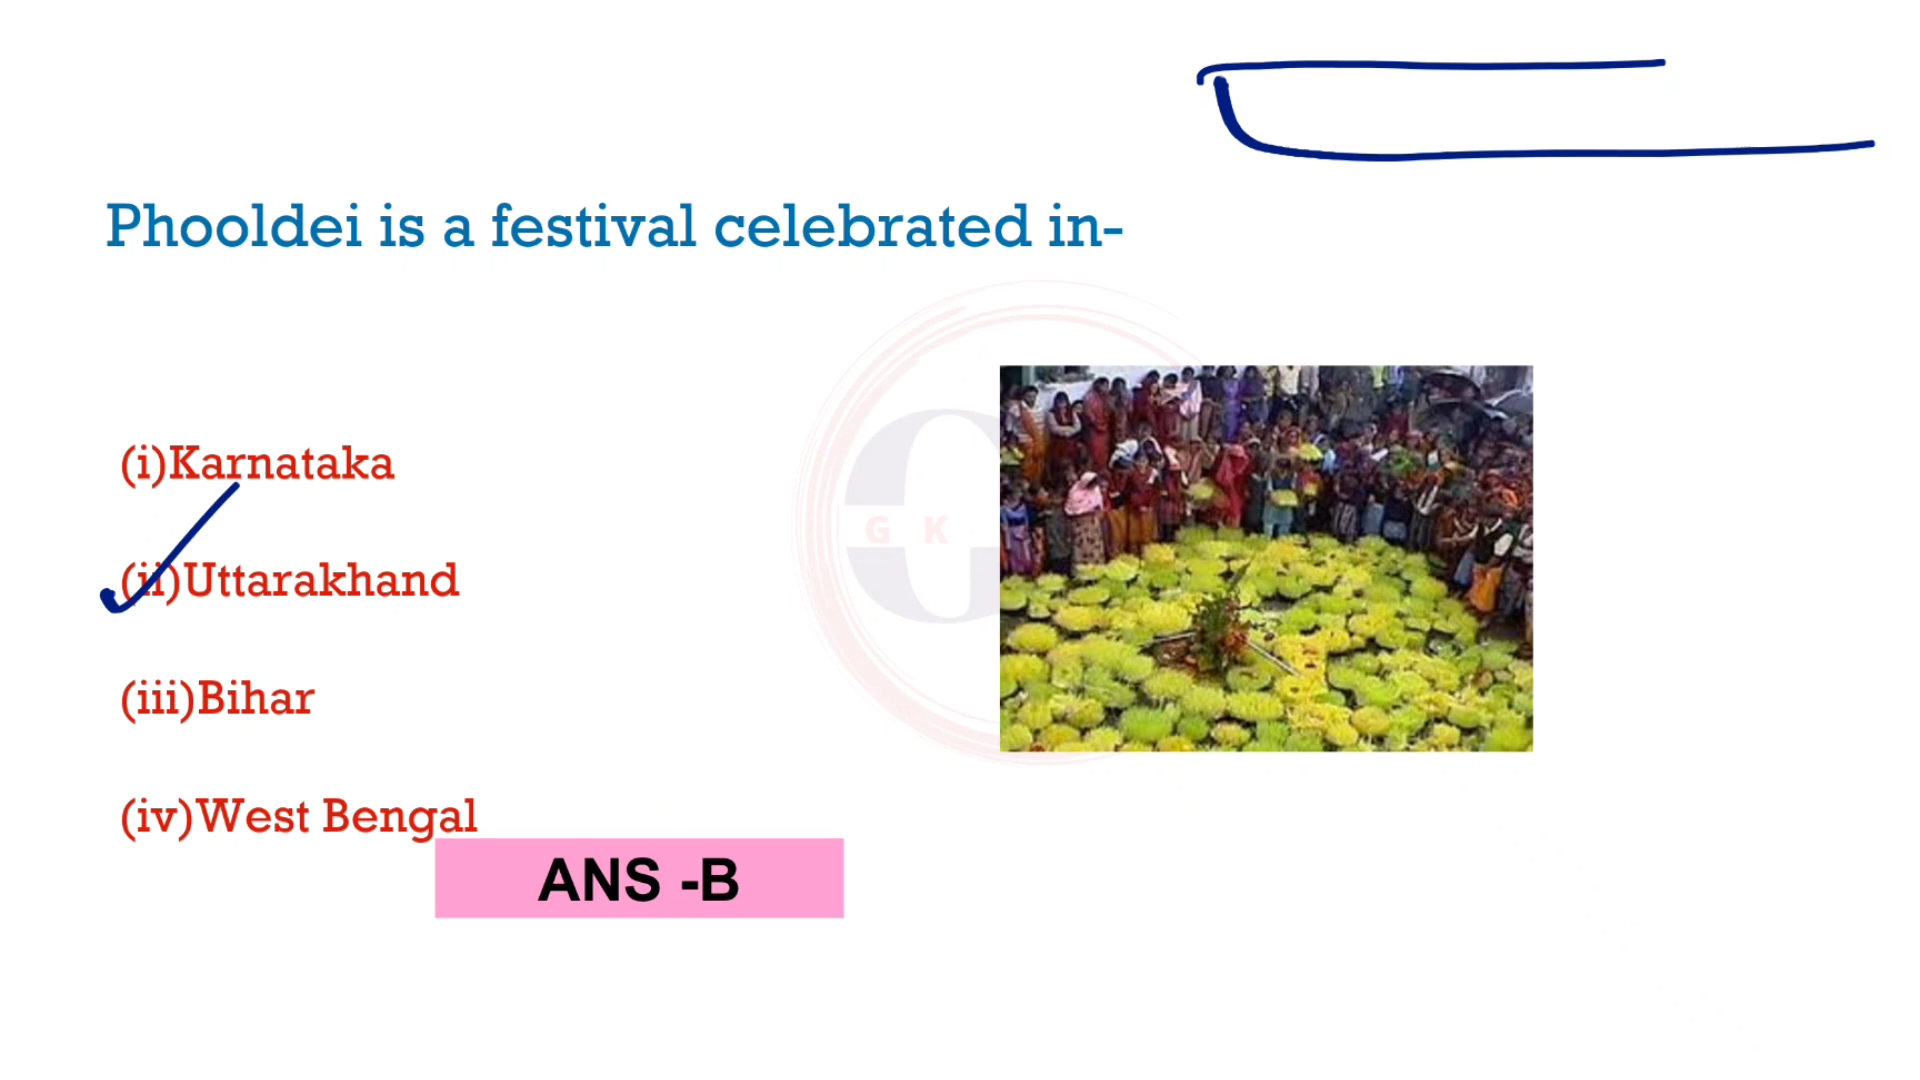 Phooldei is a festival celebrated in-
(i)Karnataka
(ii)Uttarakhand
G K
(iii)Bihar
(iv)West Bengal
ANS -B